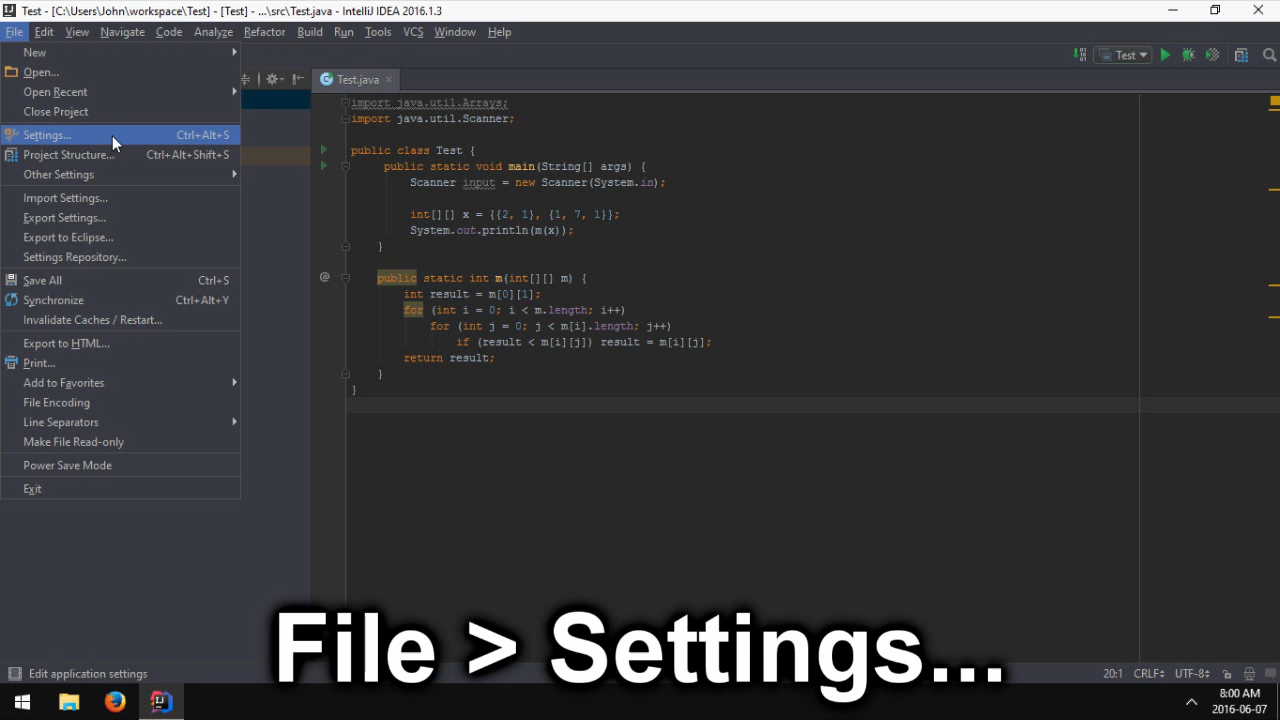 Test - [C:\Users\John\workspace\Test] - [Test] - ...\src\Test.java - IntelliJ IDEA 2016.1.3
File Edit View Navigate Code Analyze Refactor Build Run Tools VCS Window Help
New
Open...
Open Recent
Close Project
Settings... Ctrl+Alt+S
Project Structure... Ctrl+Alt+Shift+S
Other Settings
Import Settings...
Export Settings...
Export to Eclipse...
Settings Repository...
Save All Ctrl+S
Synchronize Ctrl+Alt+Y
Invalidate Caches / Restart...
Export to HTML...
Print...
Add to Favorites
File Encoding
Line Separators
Make File Read-only
Power Save Mode
Exit
Test
Test.java
import java.util.Arrays;
import java.util.Scanner;
public class Test {
public static void main(String[] args) {
Scanner input = new Scanner(System.in);
int[][] x = {{2, 1}, {1, 7, 1}};
System.out.println(m(x));
}
@ public static int m(int[][] m) {
int result = m[0][1];
for (int i = 0; i < m.length; i++)
for (int j = 0; j < m[i].length; j++)
if (result < m[i][j]) result = m[i][j];
return result;
}
}
File > Settings...
Edit application settings
20:1 CRLF UTF-8
8:00 AM
2016-06-07